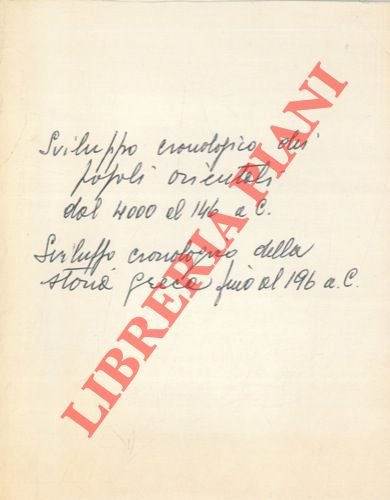 Sviluppo cronologico dei
popoli orientali
dal 4000 al 146 a.C.
Sviluppo cronologico della
storia greca fino al 196 a.C.
LIBRERIA PIANI